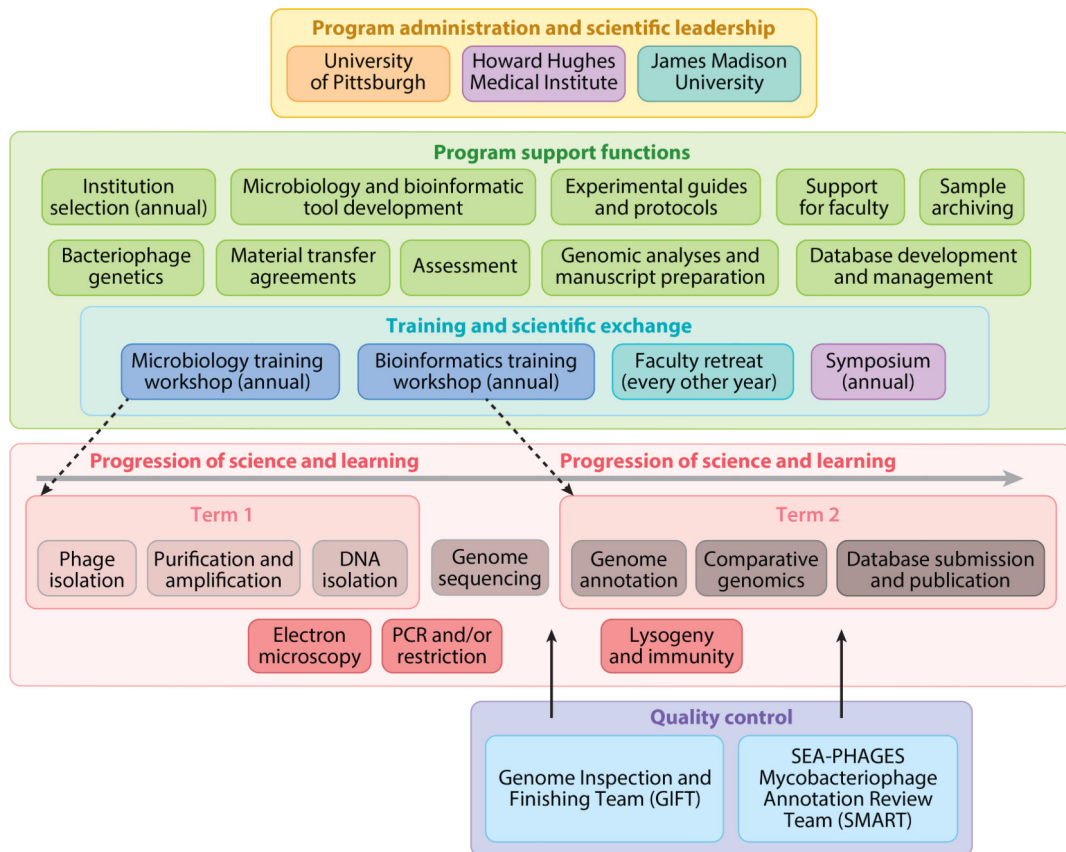 Program administration and scientific leadership
University
of Pittsburgh
Howard Hughes
Medical Institute
James Madison
University
Program support functions
Institution
selection (annual)
Microbiology and bioinformatic
tool development
Experimental guides
and protocols
Support
for faculty
Sample
archiving
Bacteriophage
genetics
Material transfer
agreements
Assessment
Genomic analyses and
manuscript preparation
Database development
and management
Training and scientific exchange
Microbiology training
workshop (annual)
Bioinformatics training
workshop (annual)
Faculty retreat
(every other year)
Symposium
(annual)
Progression of science and learning
Progression of science and learning
Term 1
Phage
isolation
Purification and
amplification
DNA
isolation
Genome
sequencing
Term 2
Genome
annotation
Comparative
genomics
Database submission
and publication
Electron
microscopy
PCR and/or
restriction
Lysogeny
and immunity
Quality control
Genome Inspection and
Finishing Team (GIFT)
SEA-PHAGES
Mycobacteriophage
Annotation Review
Team (SMART)